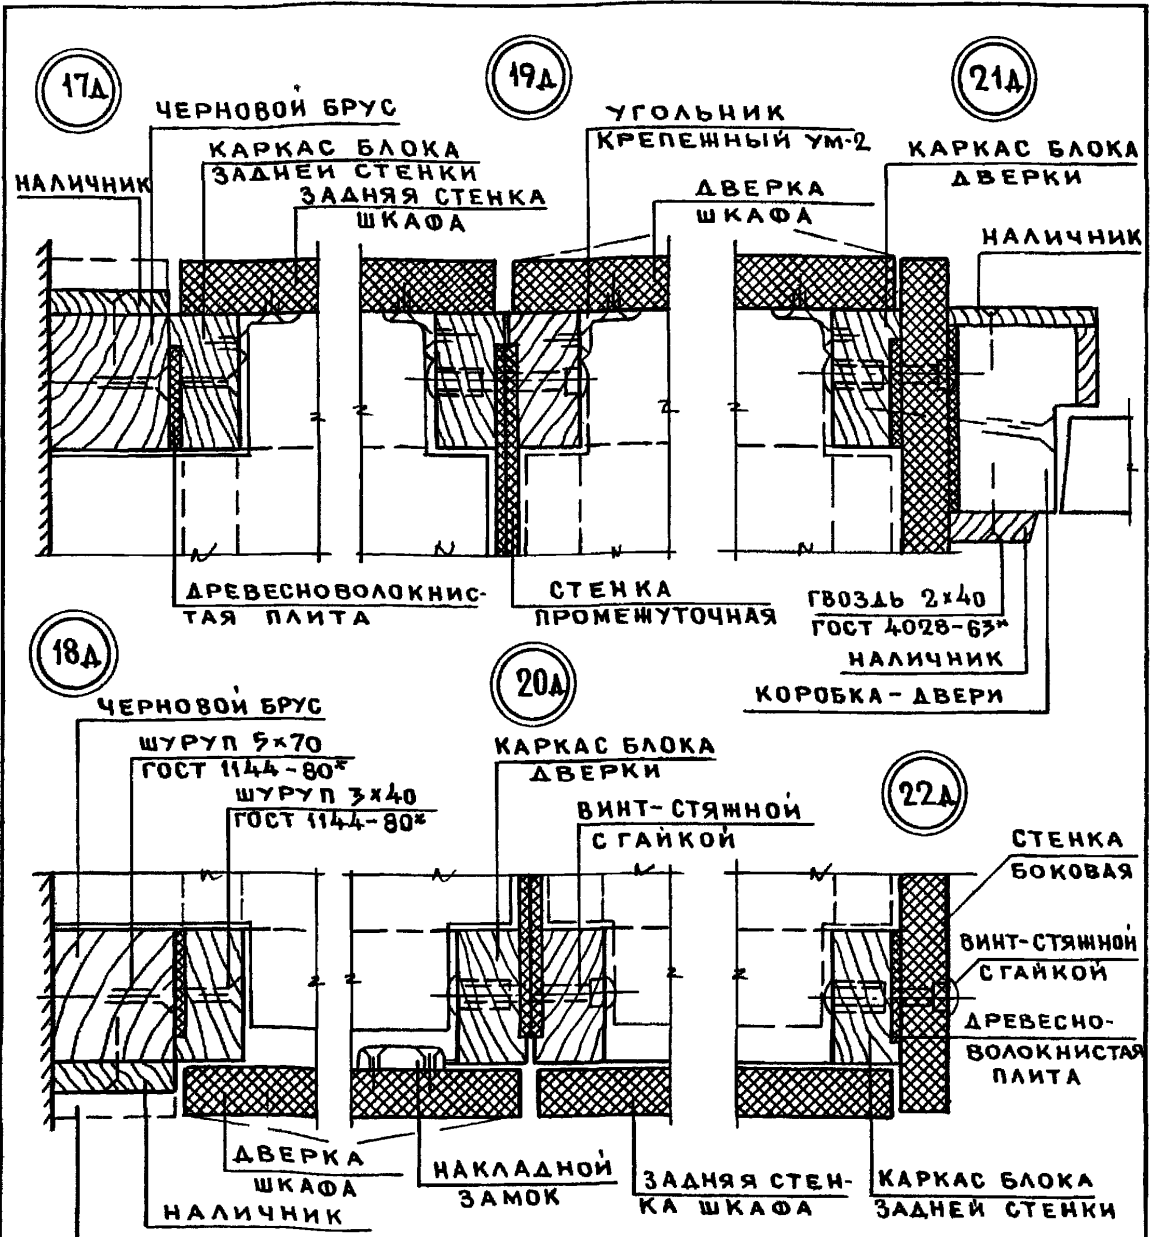 17д
19д
21д
ЧЕРНОВОЙ БРУС
УГОЛЬНИК
КРЕПЕЖНЫЙ УМ-2
КАРКАС БЛОКА
ЗАДНЕЙ СТЕНКИ
КАРКАС БЛОКА
ДВЕРКИ
НАЛИЧНИК
ЗАДНЯЯ СТЕНКА
ШКАФА
ДВЕРКА
ШКАФА
НАЛИЧНИК
ДРЕВЕСНОВОЛОКНИС-
ТАЯ ПЛИТА
СТЕНКА
ПРОМЕЖУТОЧНАЯ
ГВОЗДЬ 2×40
ГОСТ 4028-63*
НАЛИЧНИК
КОРОБКА-ДВЕРИ
18д
20д
22д
ЧЕРНОВОЙ БРУС
ШУРУП 5×70
ГОСТ 1144-80*
ШУРУП 3×40
ГОСТ 1144-80*
КАРКАС БЛОКА
ДВЕРКИ
ВИНТ-СТЯЖНОЙ
С ГАЙКОЙ
СТЕНКА
БОКОВАЯ
ВИНТ-СТЯЖНОЙ
С ГАЙКОЙ
ДРЕВЕСНО-
ВОЛОКНИСТАЯ
ПЛИТА
ДВЕРКА
ШКАФА
НАЛИЧНИК
НАКЛАДНОЙ
ЗАМОК
ЗАДНЯЯ СТЕН-
КА ШКАФА
КАРКАС БЛОКА
ЗАДНЕЙ СТЕНКИ